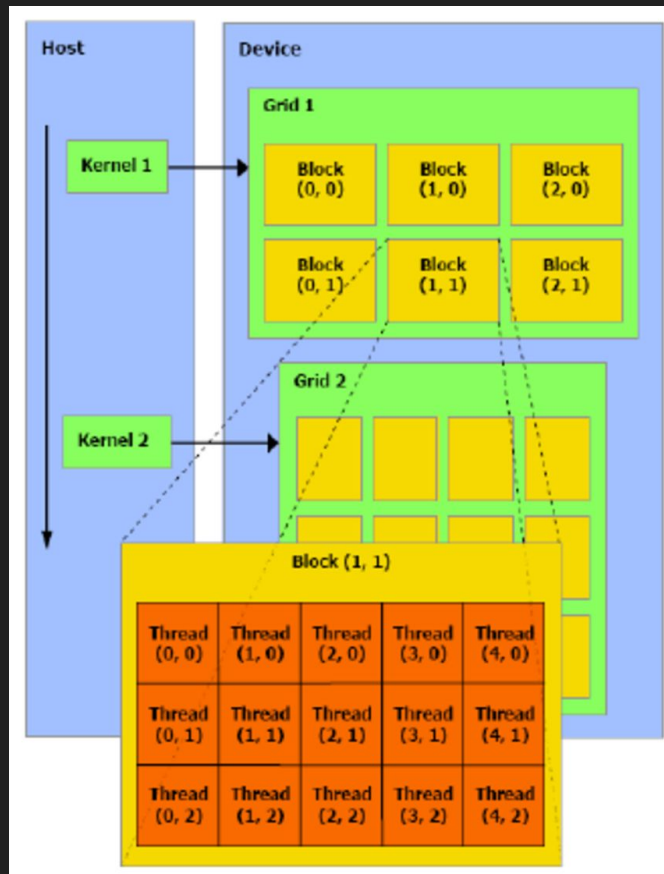 Host
Device
Grid 1
Kernel 1
Block
(0, 0)
Block
(1, 0)
Block
(2, 0)
Block
(0, 1)
Block
(1, 1)
Block
(2, 1)
Grid 2
Kernel 2
Block (1, 1)
Thread
(0, 0)
Thread
(1, 0)
Thread
(2, 0)
Thread
(3, 0)
Thread
(4, 0)
Thread
(0, 1)
Thread
(1, 1)
Thread
(2, 1)
Thread
(3, 1)
Thread
(4, 1)
Thread
(0, 2)
Thread
(1, 2)
Thread
(2, 2)
Thread
(3, 2)
Thread
(4, 2)